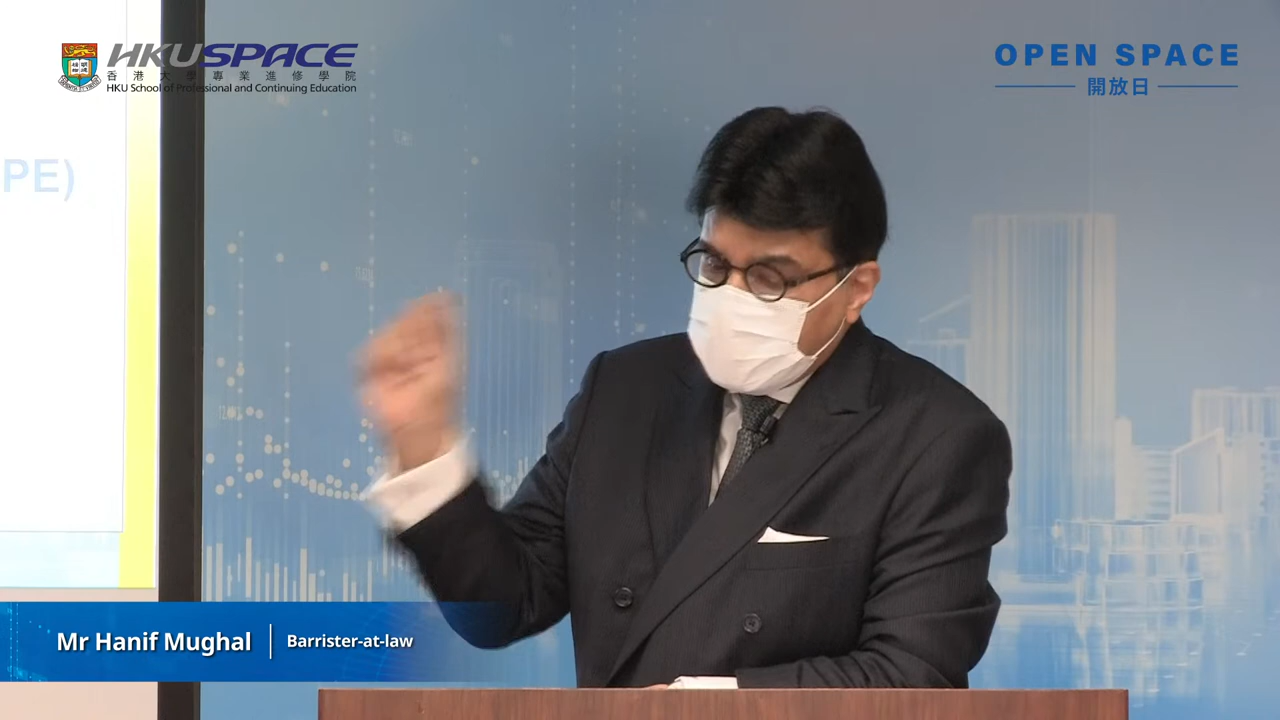 HKUSPACE
香港大學專業進修學院
HKU School of Professional and Continuing Education
OPEN SPACE
開放日
PE)
Mr Hanif Mughal
Barrister-at-law